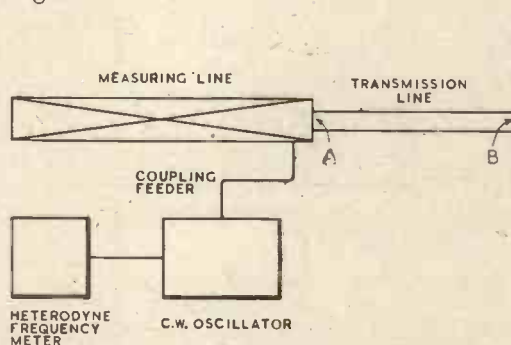 MEASURING LINE
TRANSMISSION
LINE
A
B
COUPLING
FEEDER
HETERODYNE
FREQUENCY
METER
C.W. OSCILLATOR